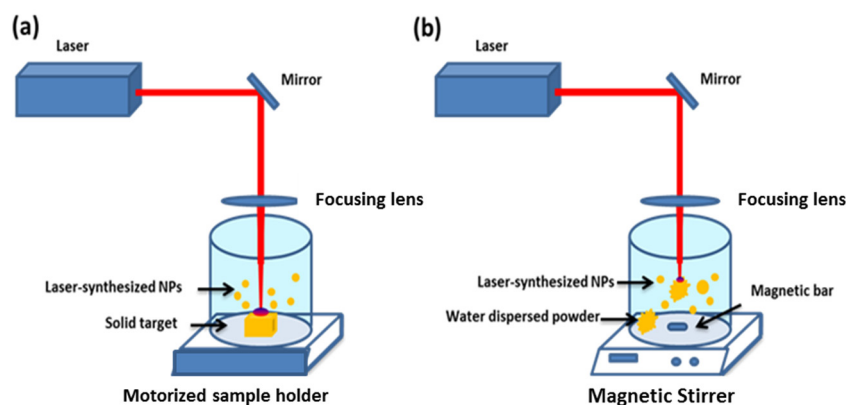 (a)
Laser
Mirror
Focusing lens
Laser-synthesized NPs
Solid target
Motorized sample holder
(b)
Laser
Mirror
Focusing lens
Laser-synthesized NPs
Magnetic bar
Water dispersed powder
Magnetic Stirrer